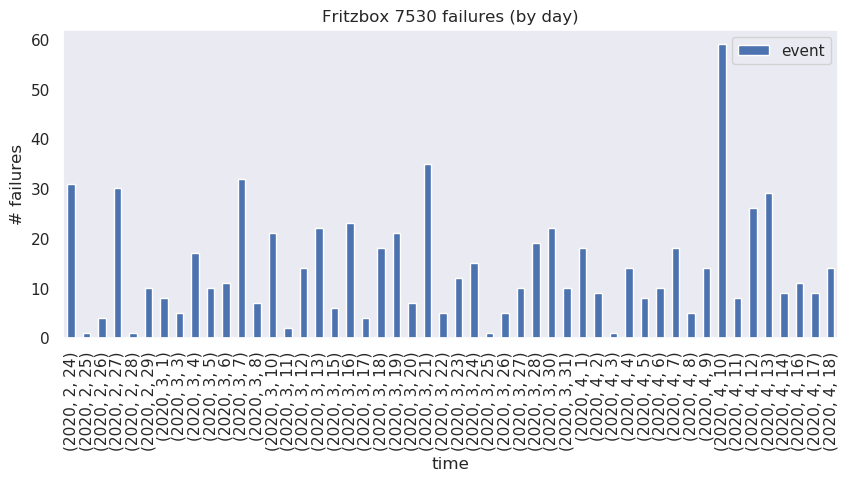 Fritzbox 7530 failures (by day)
event
# failures
60
50
40
30
20
10
0
(2020, 2, 24)
(2020, 2, 25)
(2020, 2, 26)
(2020, 2, 27)
(2020, 2, 28)
(2020, 2, 29)
(2020, 3, 1)
(2020, 3, 3)
(2020, 3, 4)
(2020, 3, 5)
(2020, 3, 6)
(2020, 3, 7)
(2020, 3, 8)
(2020, 3, 10)
(2020, 3, 11)
(2020, 3, 12)
(2020, 3, 13)
(2020, 3, 15)
(2020, 3, 16)
(2020, 3, 17)
(2020, 3, 18)
(2020, 3, 19)
(2020, 3, 20)
(2020, 3, 21)
(2020, 3, 22)
(2020, 3, 23)
(2020, 3, 24)
(2020, 3, 25)
(2020, 3, 26)
(2020, 3, 27)
(2020, 3, 28)
(2020, 3, 30)
(2020, 3, 31)
(2020, 4, 1)
(2020, 4, 2)
(2020, 4, 3)
(2020, 4, 4)
(2020, 4, 5)
(2020, 4, 6)
(2020, 4, 7)
(2020, 4, 8)
(2020, 4, 9)
(2020, 4, 10)
(2020, 4, 11)
(2020, 4, 12)
(2020, 4, 13)
(2020, 4, 14)
(2020, 4, 16)
(2020, 4, 17)
(2020, 4, 18)
time